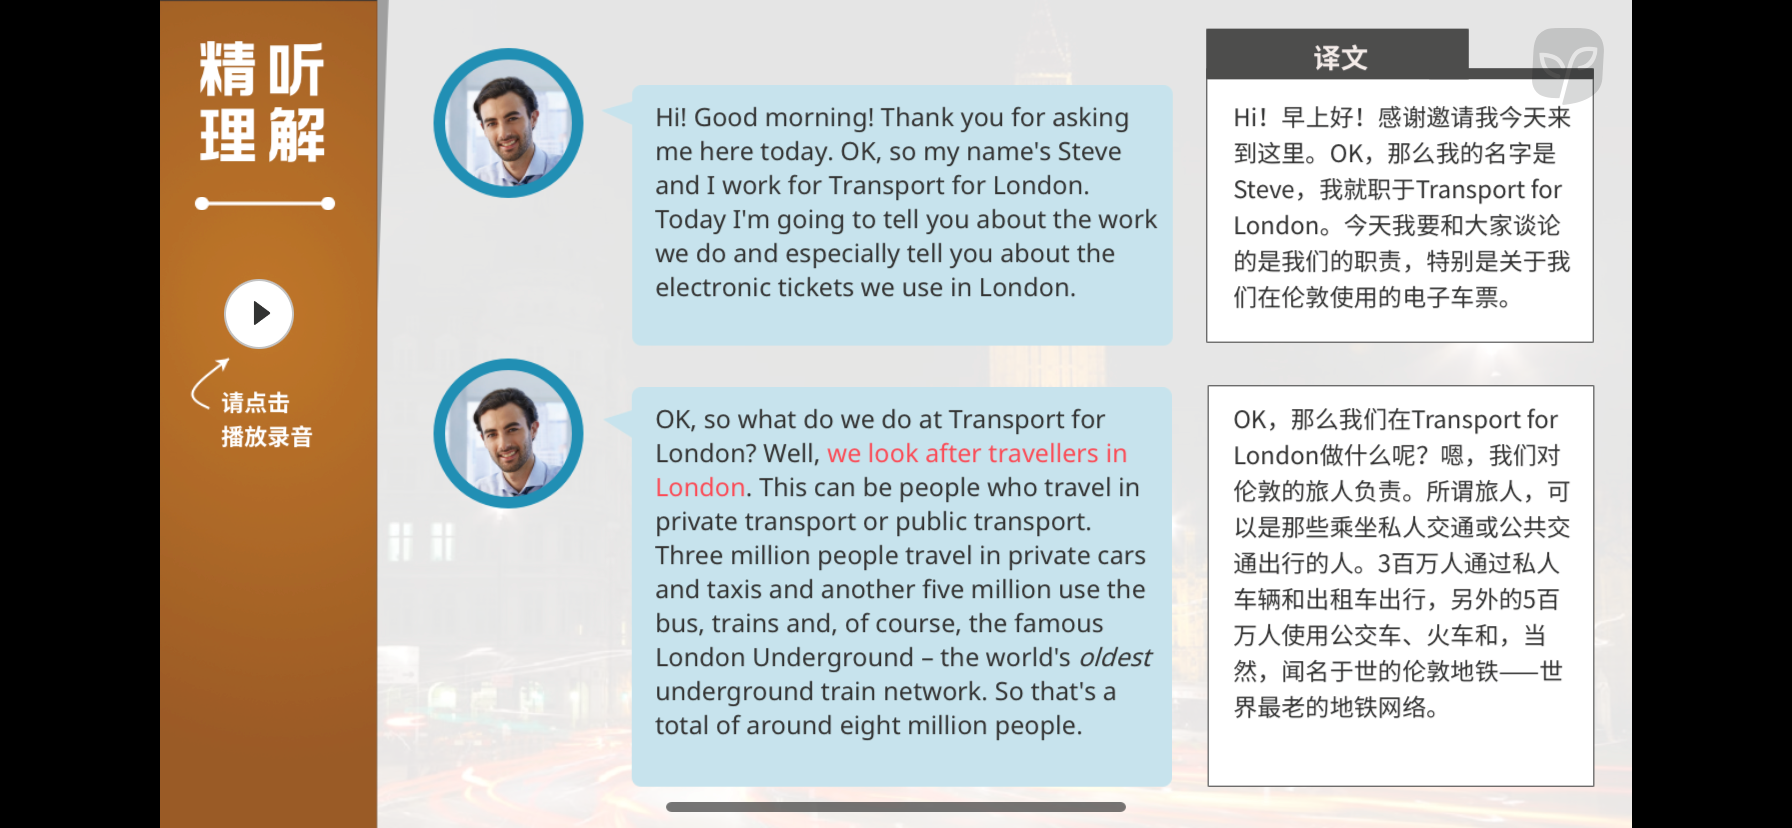 精听
理解
请点击
播放录音
Hi! Good morning! Thank you for asking
me here today. OK, so my name's Steve
and I work for Transport for London.
Today I'm going to tell you about the work
we do and especially tell you about the
electronic tickets we use in London.
译文
Hi！早上好！感谢邀请我今天来
到这里。OK，那么我的名字是
Steve，我就职于Transport for
London。今天我要和大家谈论
的是我们的职责，特别是关于我
们在伦敦使用的电子车票。
OK, so what do we do at Transport for
London? Well, we look after travellers in
London. This can be people who travel in
private transport or public transport.
Three million people travel in private cars
and taxis and another five million use the
bus, trains and, of course, the famous
London Underground – the world's oldest
underground train network. So that's a
total of around eight million people.
OK，那么我们在Transport for
London做什么呢？嗯，我们对
伦敦的旅人负责。所谓旅人，可
以是那些乘坐私人交通或公共交
通出行的人。3百万人通过私人
车辆和出租车出行，另外的5百
万人使用公交车、火车和，当
然，闻名于世的伦敦地铁——世
界最老的地铁网络。